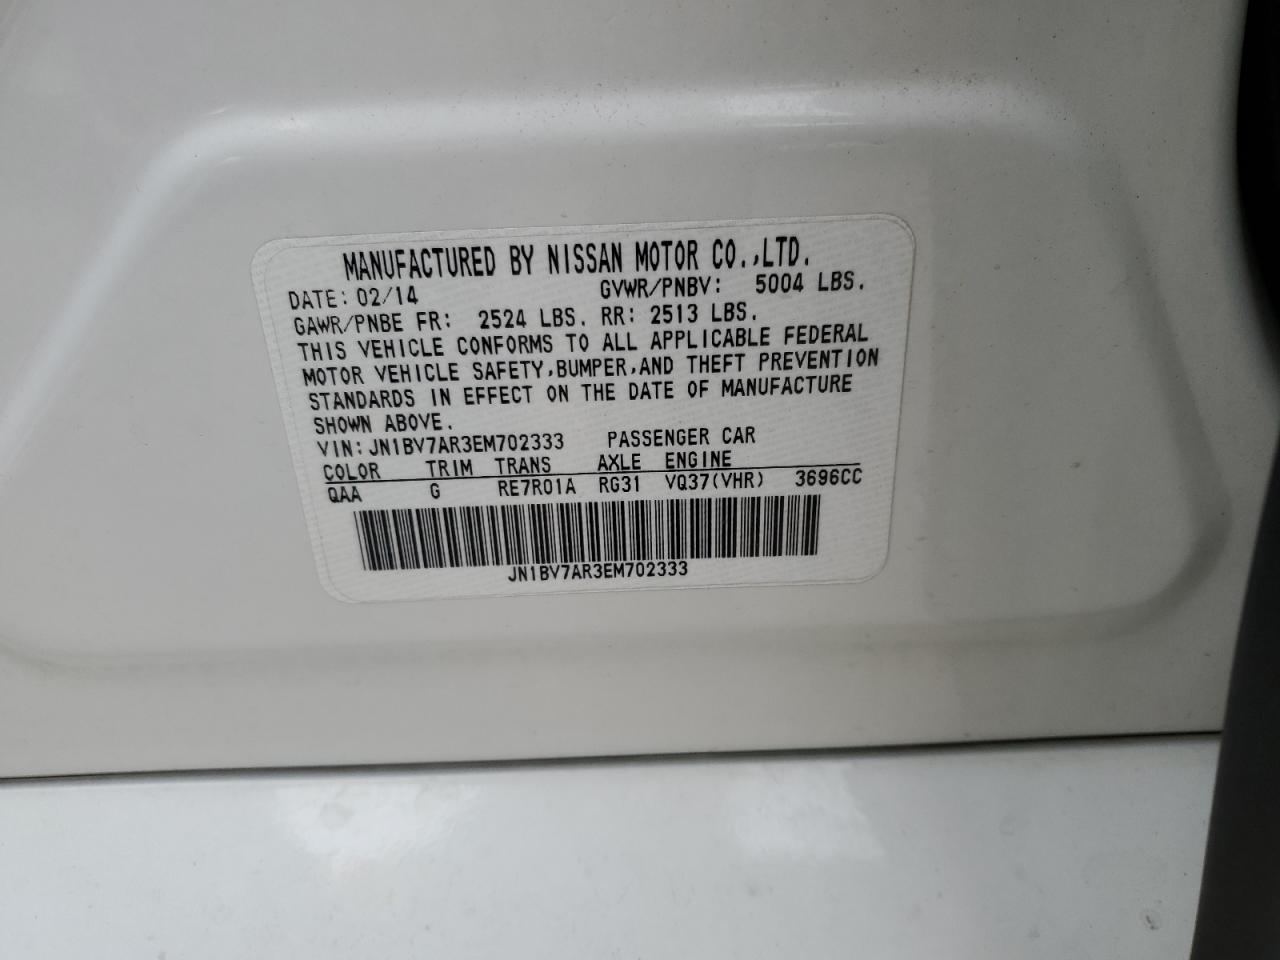 MANUFACTURED BY NISSAN MOTOR CO.,LTD.
DATE: 02/14 GVWR/PNBV: 5004 LBS.
GAWR/PNBE FR: 2524 LBS. RR: 2513 LBS.
THIS VEHICLE CONFORMS TO ALL APPLICABLE FEDERAL
MOTOR VEHICLE SAFETY,BUMPER,AND THEFT PREVENTION
STANDARDS IN EFFECT ON THE DATE OF MANUFACTURE
SHOWN ABOVE.
VIN: JN1BV7AR3EM702333 PASSENGER CAR
COLOR TRIM TRANS AXLE ENGINE
QAA G RE7R01A RG31 VQ37(VHR) 3696CC
JN1BV7AR3EM702333